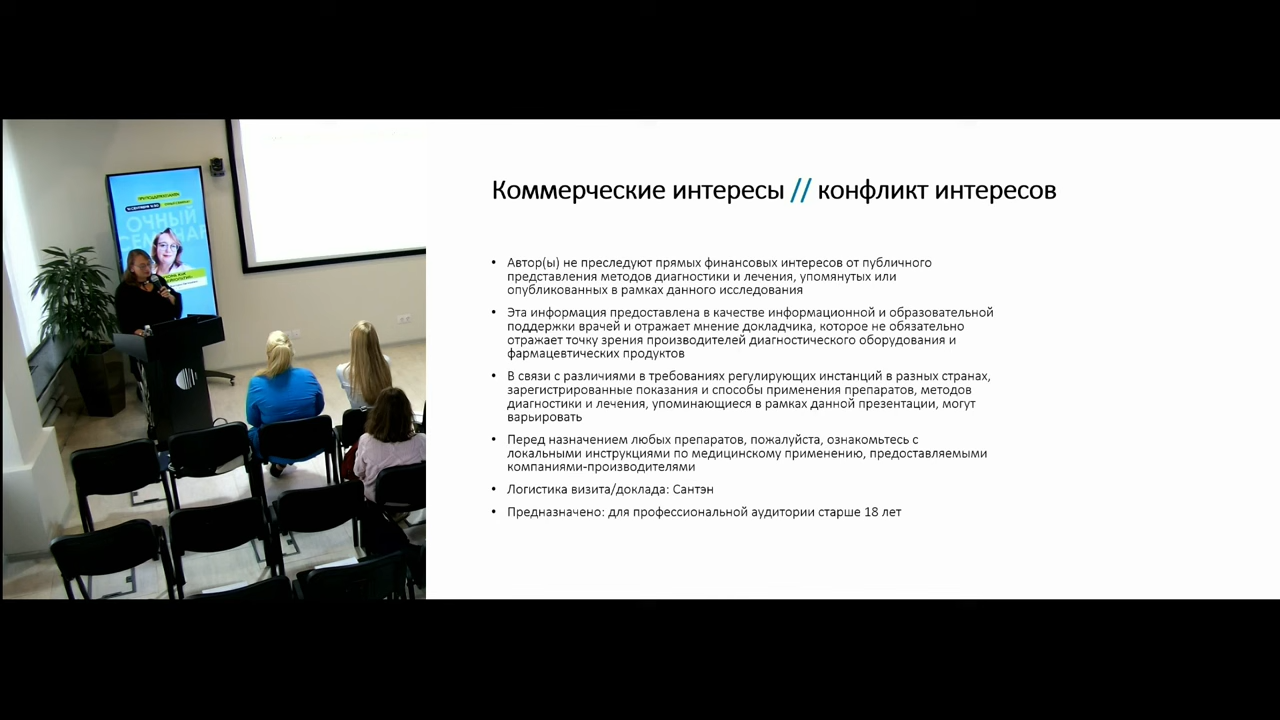 ОЧНЫЙ
Коммерческие интересы // конфликт интересов
• Автор(ы) не преследуют прямых финансовых интересов от публичного
представления методов диагностики и лечения, упомянутых или
опубликованных в рамках данного исследования
• Эта информация предоставлена в качестве информационной и образовательной
поддержки врачей и отражает мнение докладчика, которое не обязательно
отражает точку зрения производителей диагностического оборудования и
фармацевтических продуктов
• В связи с различиями в требованиях регулирующих инстанций в разных странах,
зарегистрированные показания и способы применения препаратов, методов
диагностики и лечения, упоминающиеся в рамках данной презентации, могут
варьировать
• Перед назначением любых препаратов, пожалуйста, ознакомьтесь с
локальными инструкциями по медицинскому применению, предоставляемыми
компаниями-производителями
• Логистика визита/доклада: Сантэн
• Предназначено: для профессиональной аудитории старше 18 лет